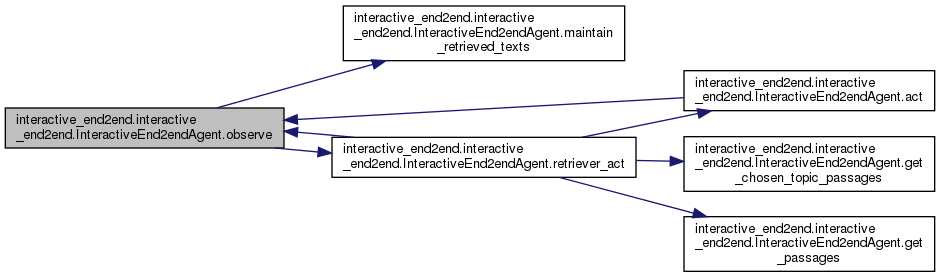 interactive_end2end.interactive
_end2end.InteractiveEnd2endAgent.maintain
_retrieved_texts
interactive_end2end.interactive
_end2end.InteractiveEnd2endAgent.act
interactive_end2end.interactive
_end2end.InteractiveEnd2endAgent.observe
interactive_end2end.interactive
_end2end.InteractiveEnd2endAgent.retriever_act
interactive_end2end.interactive
_end2end.InteractiveEnd2endAgent.get
_chosen_topic_passages
interactive_end2end.interactive
_end2end.InteractiveEnd2endAgent.get
_passages